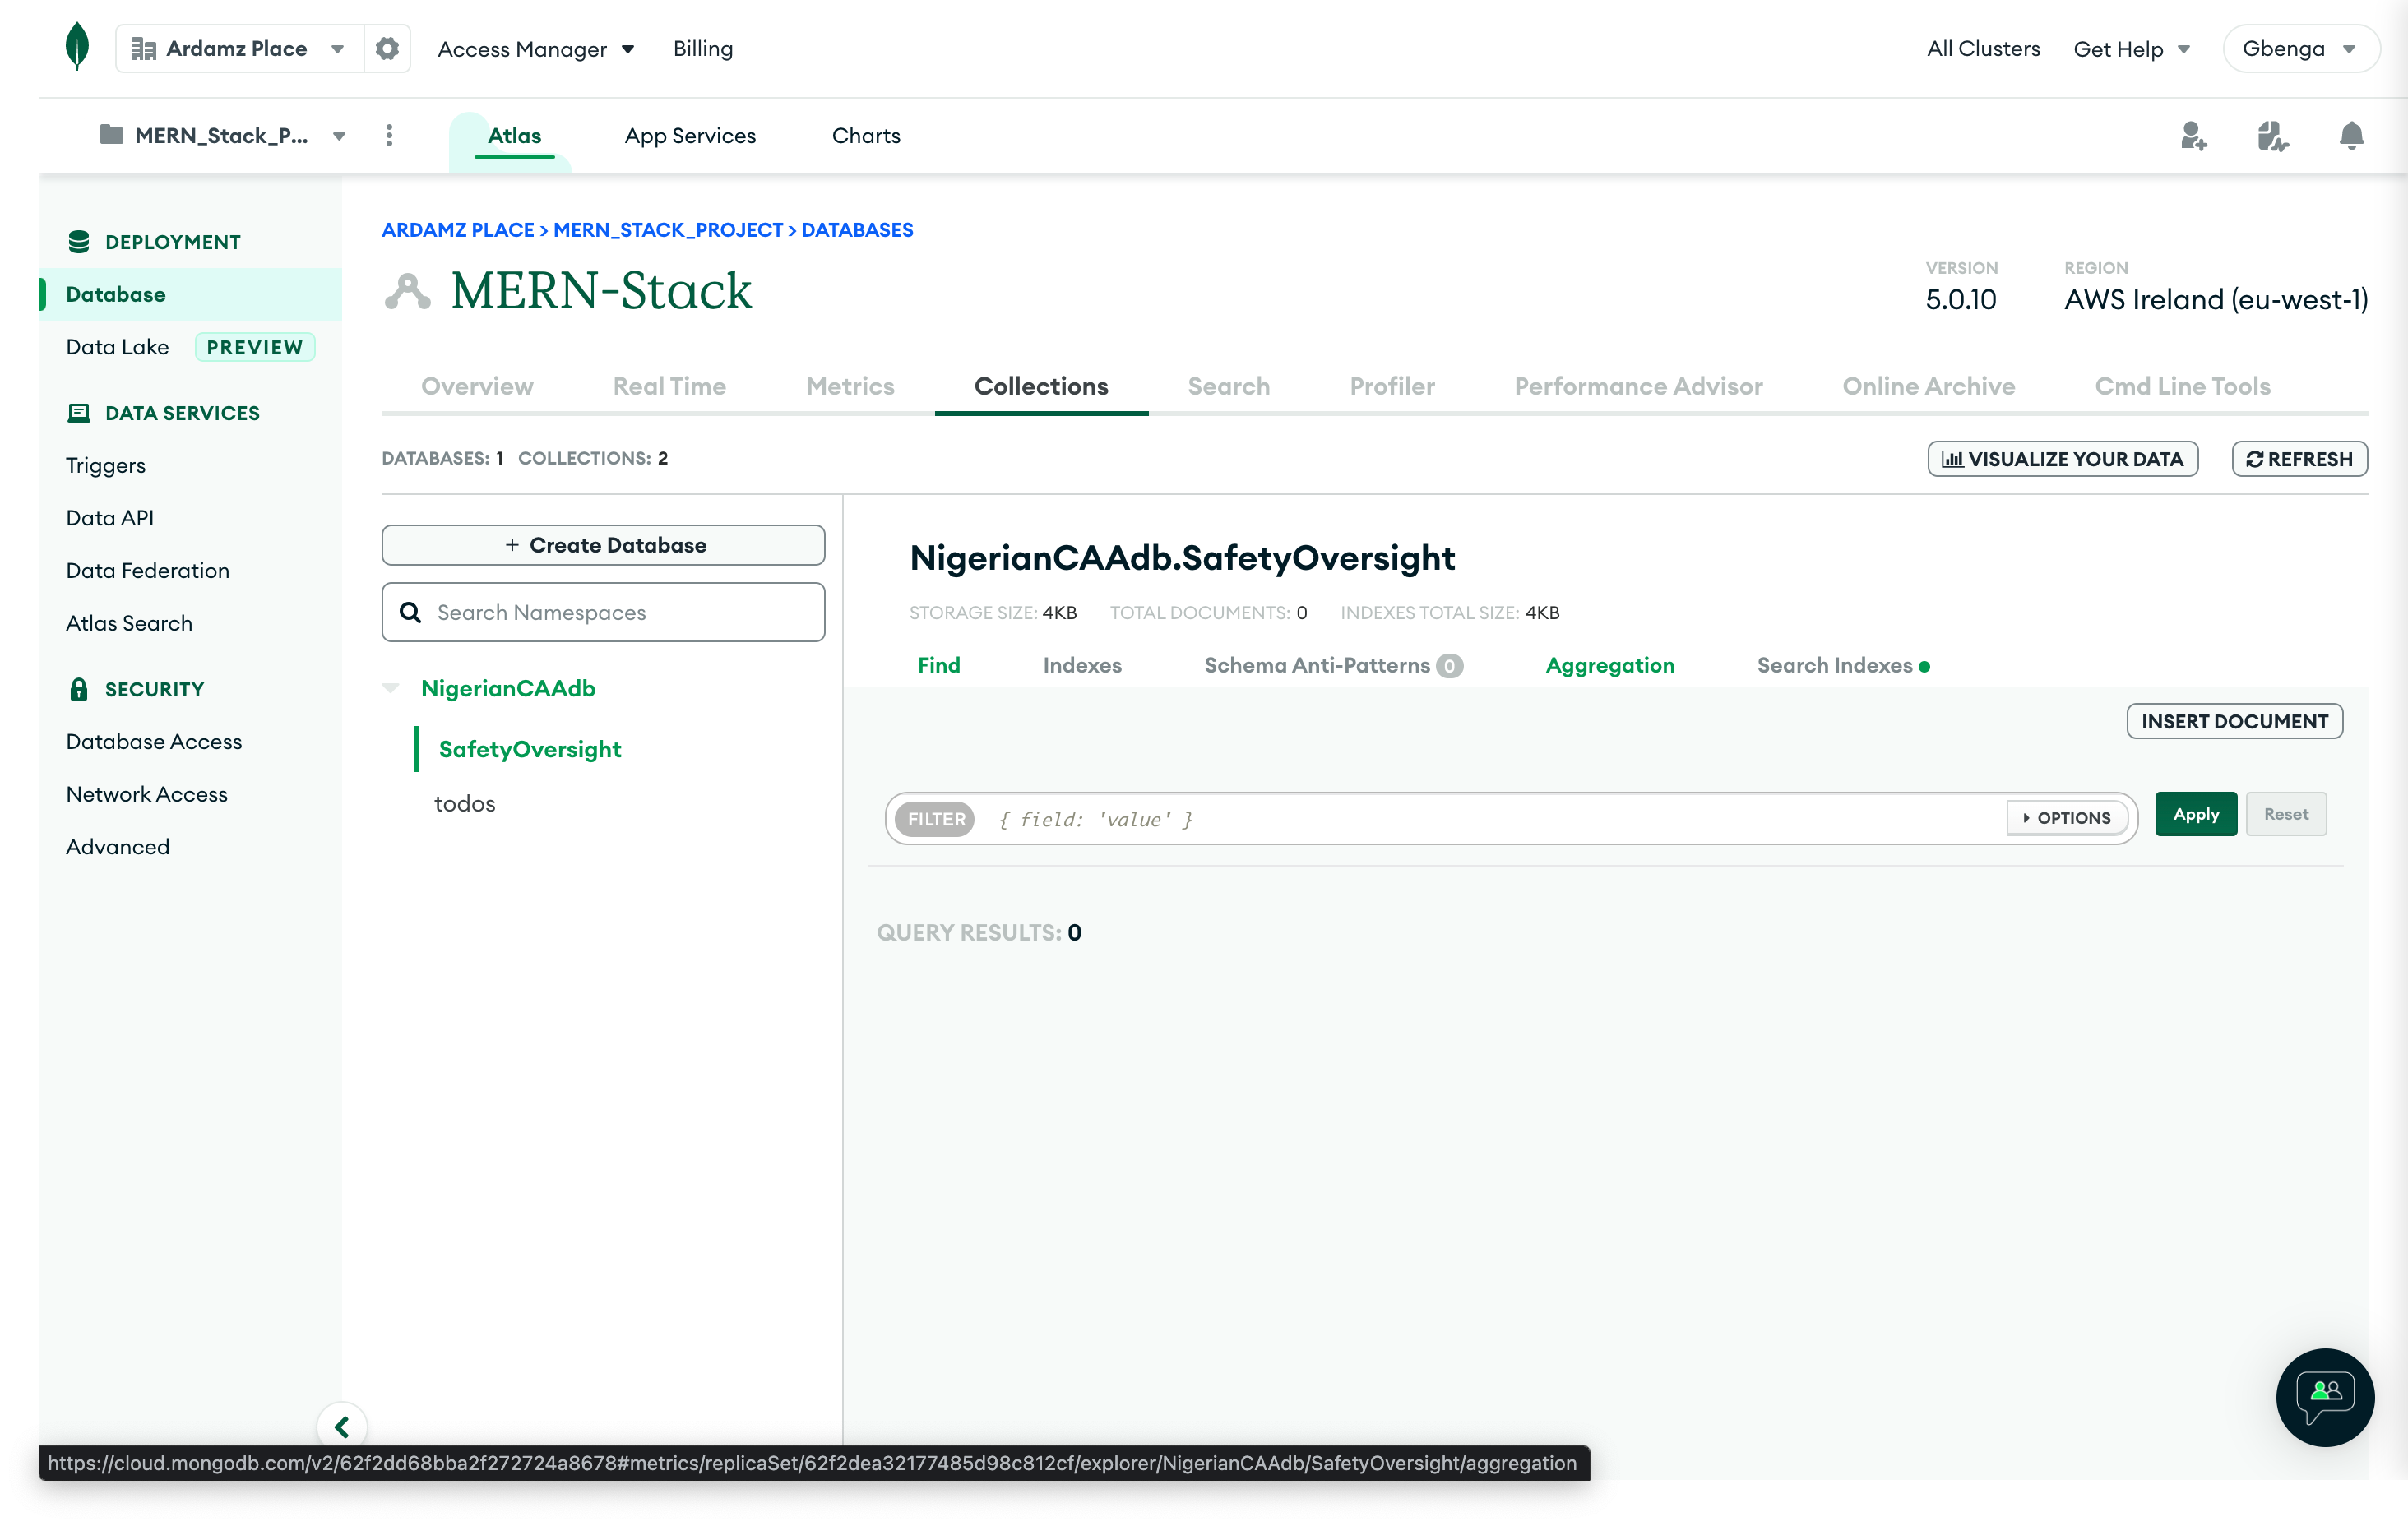 Ardamz Place
Access Manager
Billing
All Clusters
Get Help
Gbenga
MERN_Stack_P...
Atlas
App Services
Charts
DEPLOYMENT
Database
Data Lake PREVIEW
DATA SERVICES
Triggers
Data API
Data Federation
Atlas Search
SECURITY
Database Access
Network Access
Advanced
ARDAMZ PLACE > MERN_STACK_PROJECT > DATABASES
MERN-Stack
VERSION
5.0.10
REGION
AWS Ireland (eu-west-1)
Overview
Real Time
Metrics
Collections
Search
Profiler
Performance Advisor
Online Archive
Cmd Line Tools
DATABASES: 1 COLLECTIONS: 2
VISUALIZE YOUR DATA
REFRESH
+ Create Database
Search Namespaces
NigerianCAAdb
SafetyOversight
todos
NigerianCAAdb.SafetyOversight
STORAGE SIZE: 4KB TOTAL DOCUMENTS: 0 INDEXES TOTAL SIZE: 4KB
Find
Indexes
Schema Anti-Patterns 0
Aggregation
Search Indexes
INSERT DOCUMENT
FILTER { field: 'value' }
OPTIONS
Apply
Reset
QUERY RESULTS: 0
https://cloud.mongodb.com/v2/62f2dd68bba2f272724a8678#metrics/replicaSet/62f2dea32177485d98c812cf/explorer/NigerianCAAdb/SafetyOversight/aggregation